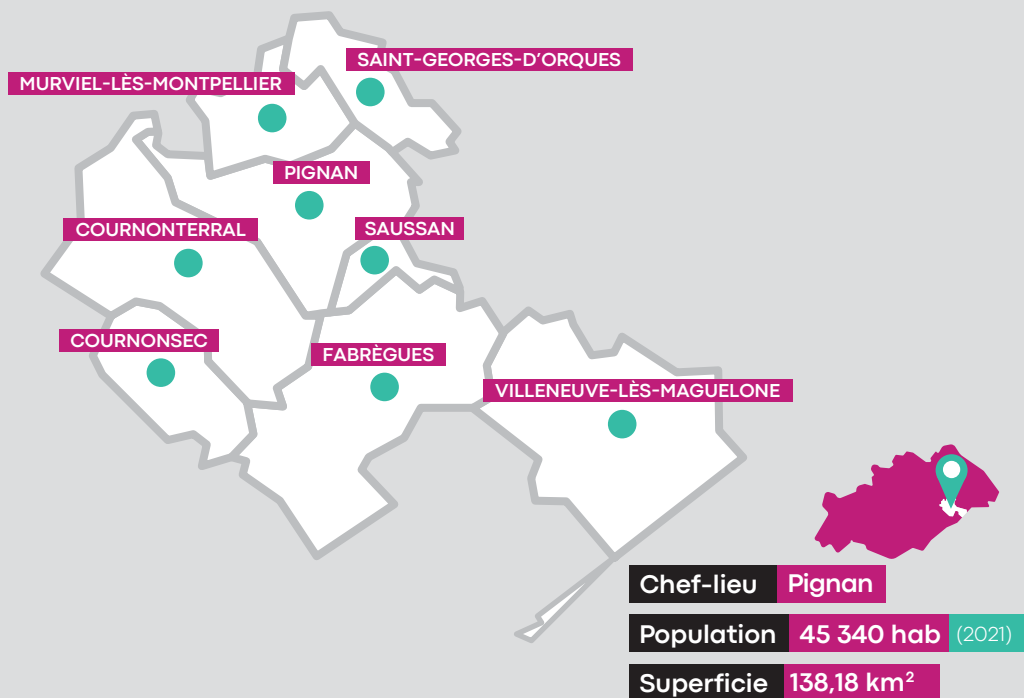 SAINT-GEORGES-D'ORQUES
MURVIEL-LÈS-MONTPELLIER
PIGNAN
COURNONTERRAL
SAUSSAN
COURNONSEC
FABRÈGUES
VILLENEUVE-LÈS-MAGUELONE
Chef-lieu Pignan
Population 45 340 hab (2021)
Superficie 138,18 km²